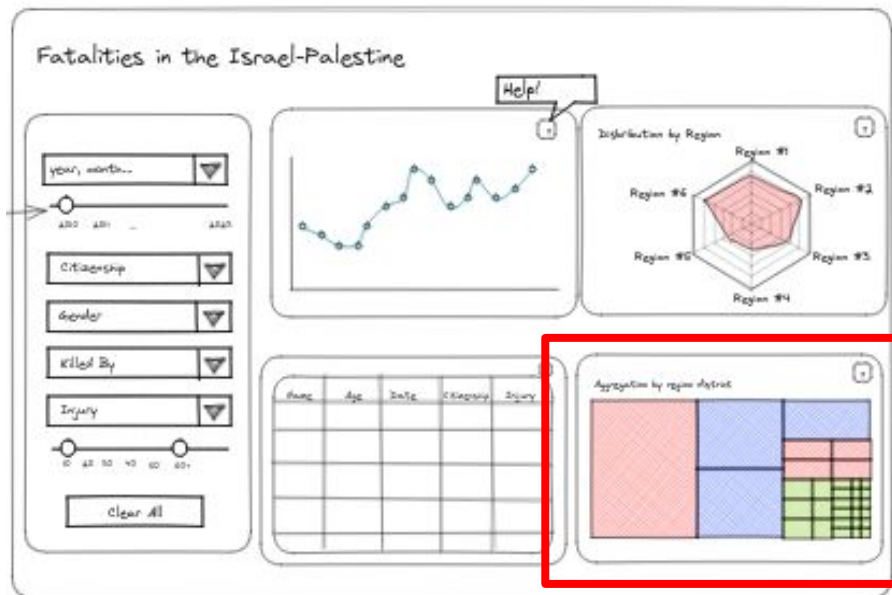 Fatalities in the Israel-Palestine
Help!
?
year, month...
Citizenship
Gender
Killed By
Injury
Clear All
Distribution by Region
?
Region #1
Region #2
Region #3
Region #4
Region #5
Region #6
Name Age Date Citizenship Injury
Aggregation by region district
?